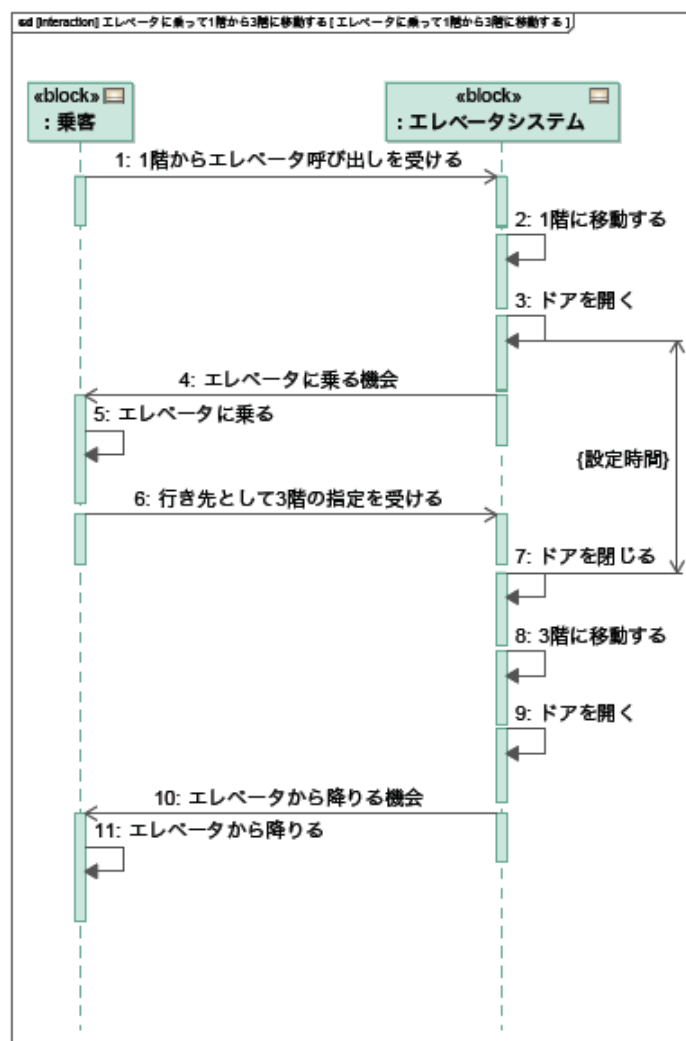 sd [Interaction] エレベータに乗って1階から3階に移動する [ エレベータに乗って1階から3階に移動する ]
«block»
: 乗客
«block»
: エレベータシステム
1: 1階からエレベータ呼び出しを受ける
2: 1階に移動する
3: ドアを開く
4: エレベータに乗る機会
5: エレベータに乗る
{設定時間}
6: 行き先として3階の指定を受ける
7: ドアを閉じる
8: 3階に移動する
9: ドアを開く
10: エレベータから降りる機会
11: エレベータから降りる